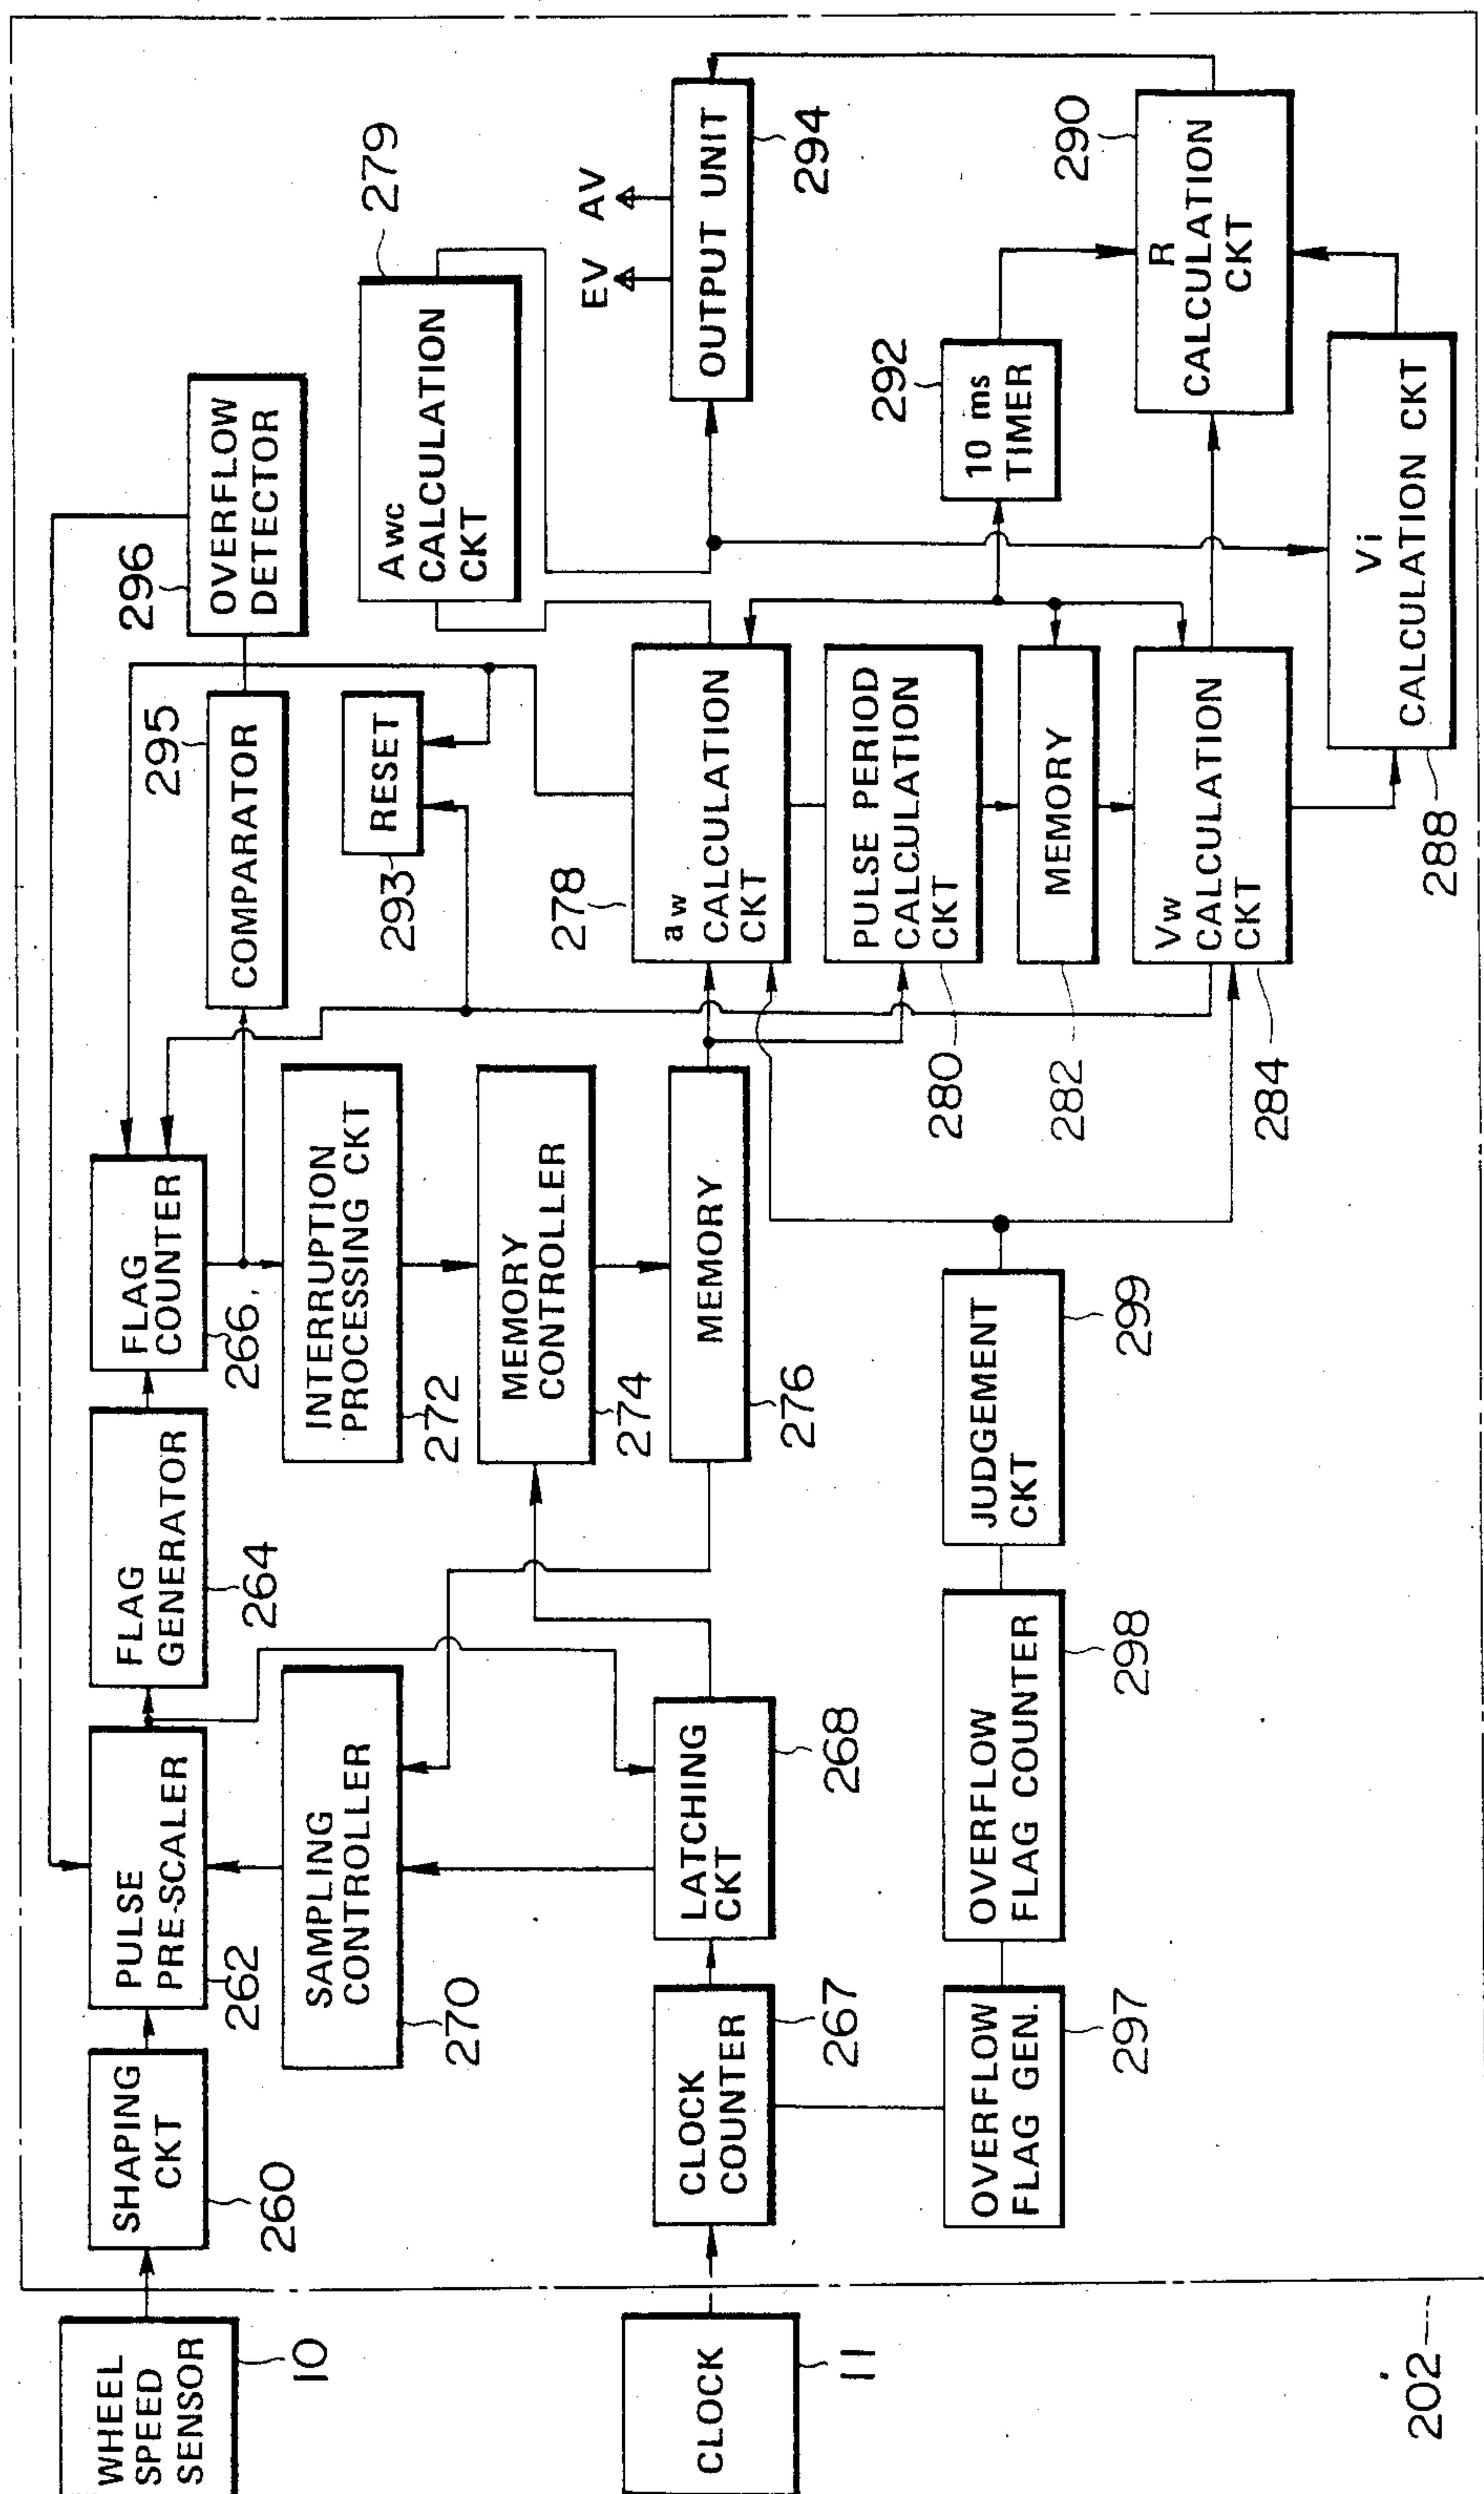 WHEEL
SPEED
SENSOR
10
SHAPING
CKT
260
PULSE
PRE-SCALER
262
FLAG
GENERATOR
264
FLAG
COUNTER
266
COMPARATOR
295
OVERFLOW
DETECTOR
296
SAMPLING
CONTROLLER
270
INTERRUPTION
PROCESSING CKT
272
RESET
293
MEMORY
CONTROLLER
274
Awc
CALCULATION
CKT
279
CLOCK
11
CLOCK
COUNTER
267
LATCHING
CKT
268
MEMORY
276
aw
CALCULATION
CKT
278
EV
AV
OUTPUT UNIT
294
PULSE PERIOD
CALCULATION
CKT
280
OVERFLOW
FLAG GEN.
297
OVERFLOW
FLAG COUNTER
298
JUDGEMENT
CKT
299
MEMORY
282
10 ms
TIMER
292
Vw
CALCULATION
CKT
284
R
CALCULATION
CKT
290
Vi
CALCULATION CKT
288
202